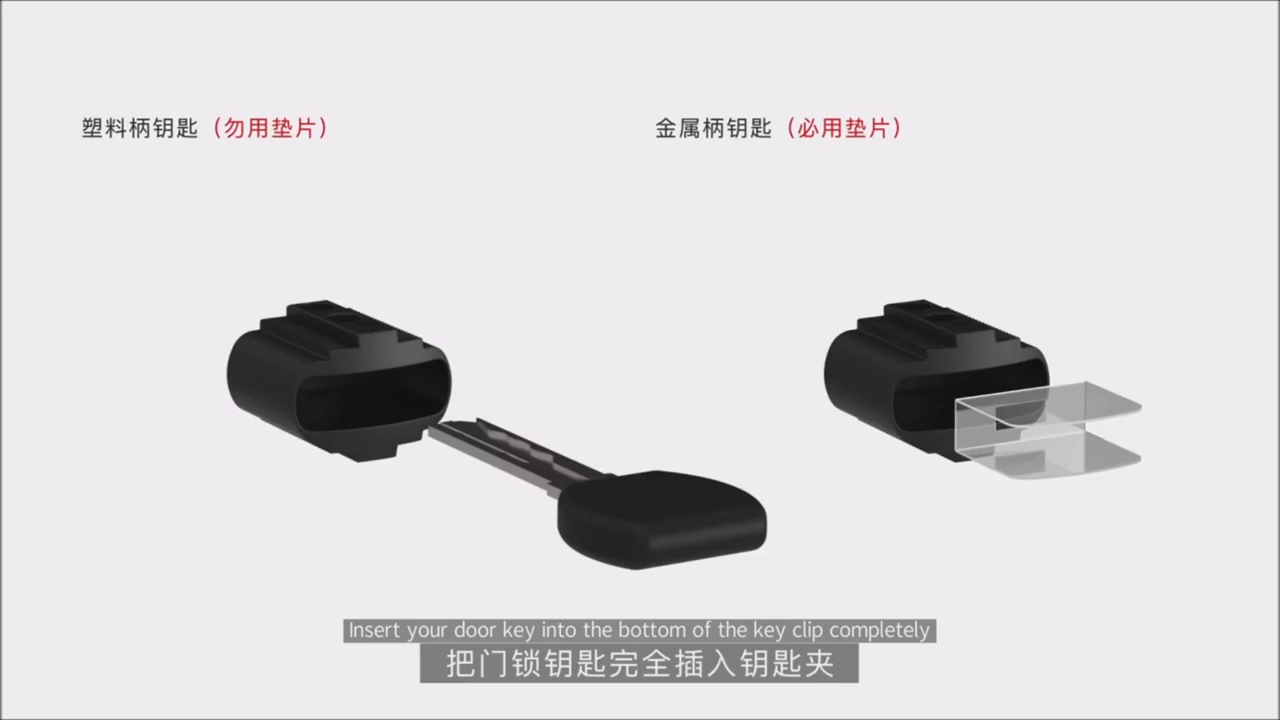 塑料柄钥匙（勿用垫片）
金属柄钥匙（必用垫片）
Insert your door key into the bottom of the key clip completely
把门锁钥匙完全插入钥匙夹